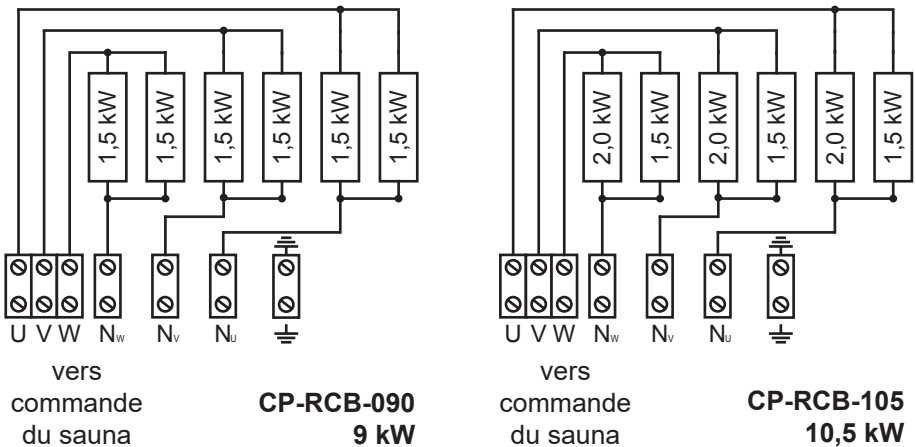 1,5 kW 1,5 kW 1,5 kW 1,5 kW 1,5 kW 1,5 kW
U V W NW NV NU
vers
commande
du sauna
CP-RCB-090
9 kW
2,0 kW 1,5 kW 2,0 kW 1,5 kW 2,0 kW 1,5 kW
U V W NW NV NU
vers
commande
du sauna
CP-RCB-105
10,5 kW